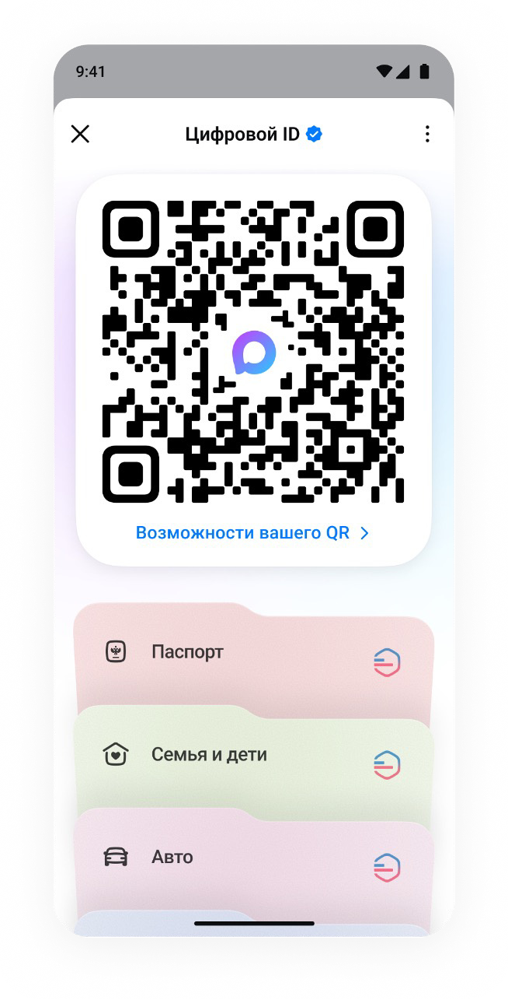 9:41
Цифровой ID
Возможности вашего QR
Паспорт
Семья и дети
Авто